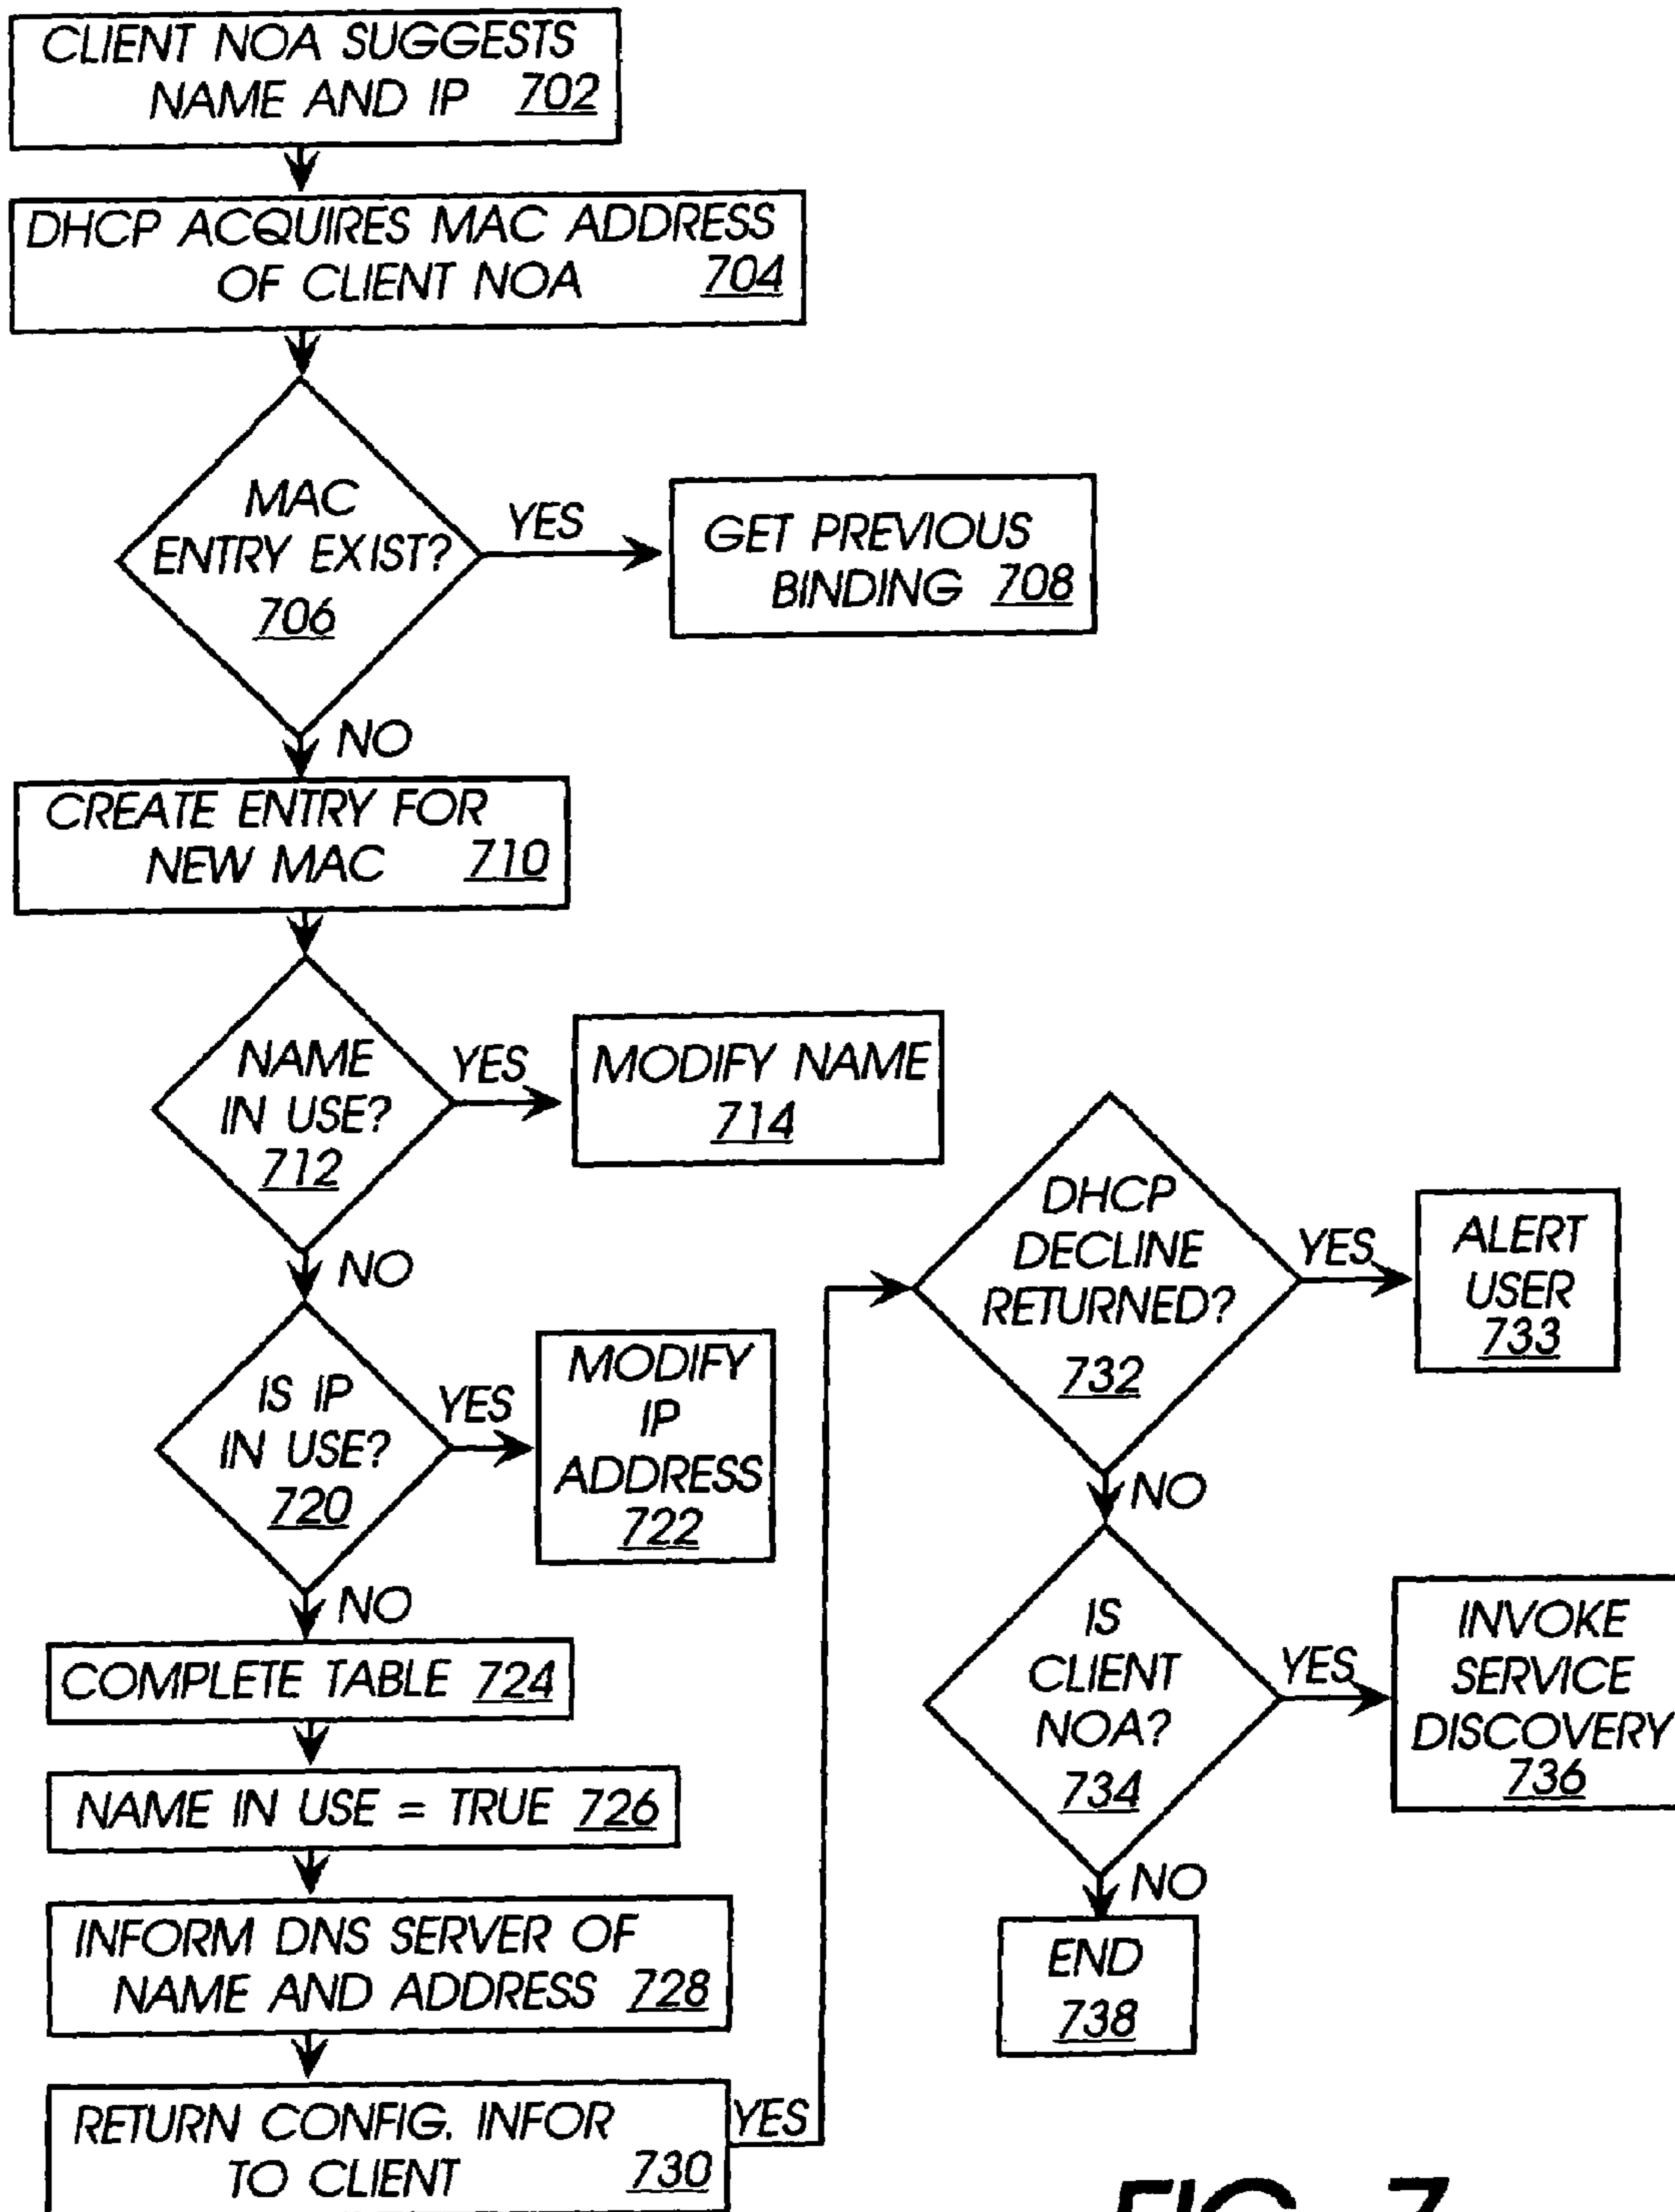 CLIENT NOA SUGGESTS
NAME AND IP 702
DHCP ACQUIRES MAC ADDRESS
OF CLIENT NOA 704
MAC
ENTRY EXIST?
706
YES
GET PREVIOUS
BINDING 708
NO
CREATE ENTRY FOR
NEW MAC 710
NAME
IN USE?
712
YES
MODIFY NAME
714
NO
IS IP
IN USE?
720
YES
MODIFY
IP
ADDRESS
722
NO
COMPLETE TABLE 724
NAME IN USE = TRUE 726
INFORM DNS SERVER OF
NAME AND ADDRESS 728
RETURN CONFIG. INFOR
TO CLIENT 730
YES
DHCP
DECLINE
RETURNED?
732
YES
ALERT
USER
733
NO
IS
CLIENT
NOA?
734
YES
INVOKE
SERVICE
DISCOVERY
736
NO
END
738
FIG. 7